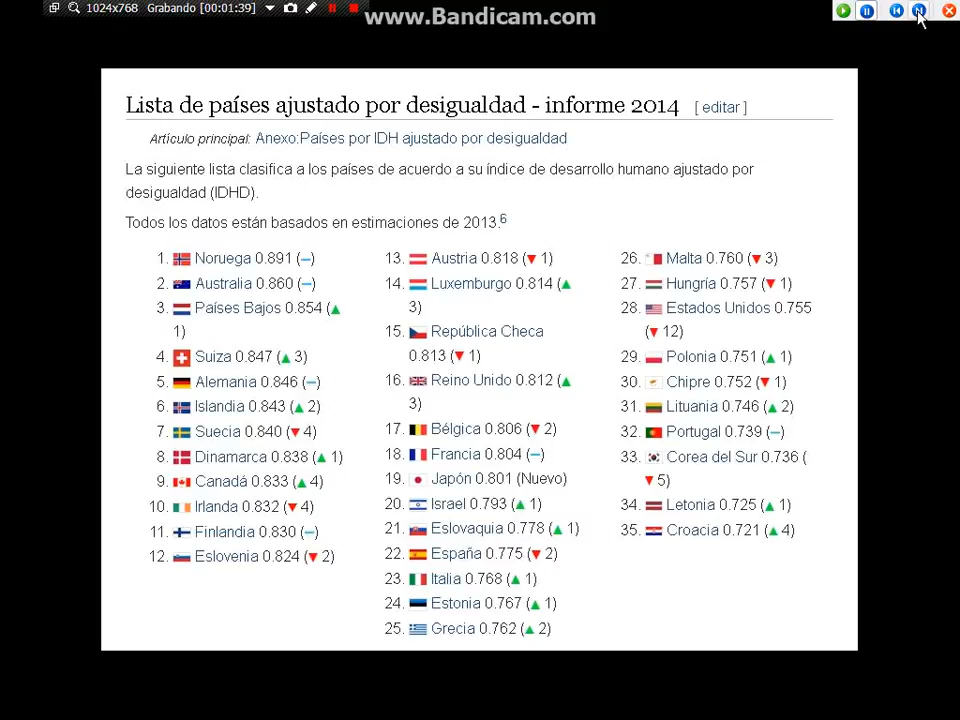 1024x768 Grabando [00:01:39]
www.Bandicam.com
Lista de países ajustado por desigualdad - informe 2014 [ editar ]
Artículo principal: Anexo:Países por IDH ajustado por desigualdad
La siguiente lista clasifica a los países de acuerdo a su índice de desarrollo humano ajustado por
desigualdad (IDHD).
Todos los datos están basados en estimaciones de 2013.6
1. Noruega 0.891 (–)
2. Australia 0.860 (–)
3. Países Bajos 0.854 (▲
1)
4. Suiza 0.847 (▲ 3)
5. Alemania 0.846 (–)
6. Islandia 0.843 (▲ 2)
7. Suecia 0.840 (▼ 4)
8. Dinamarca 0.838 (▲ 1)
9. Canadá 0.833 (▲ 4)
10. Irlanda 0.832 (▼ 4)
11. Finlandia 0.830 (–)
12. Eslovenia 0.824 (▼ 2)
13. Austria 0.818 (▼ 1)
14. Luxemburgo 0.814 (▲
3)
15. República Checa
0.813 (▼ 1)
16. Reino Unido 0.812 (▲
3)
17. Bélgica 0.806 (▼ 2)
18. Francia 0.804 (–)
19. Japón 0.801 (Nuevo)
20. Israel 0.793 (▲ 1)
21. Eslovaquia 0.778 (▲ 1)
22. España 0.775 (▼ 2)
23. Italia 0.768 (▲ 1)
24. Estonia 0.767 (▲ 1)
25. Grecia 0.762 (▲ 2)
26. Malta 0.760 (▼ 3)
27. Hungría 0.757 (▼ 1)
28. Estados Unidos 0.755
(▼ 12)
29. Polonia 0.751 (▲ 1)
30. Chipre 0.752 (▼ 1)
31. Lituania 0.746 (▲ 2)
32. Portugal 0.739 (–)
33. Corea del Sur 0.736 (
▼ 5)
34. Letonia 0.725 (▲ 1)
35. Croacia 0.721 (▲ 4)